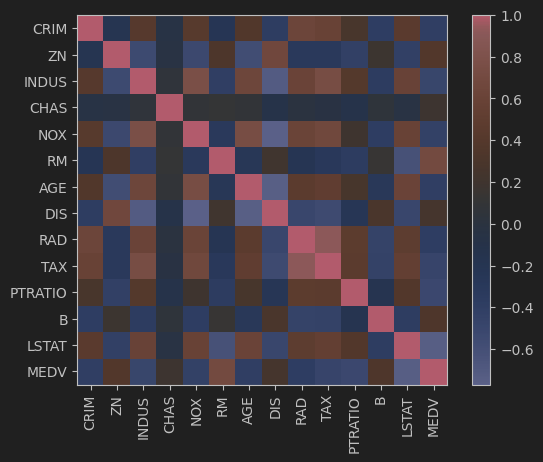 CRIM
ZN
INDUS
CHAS
NOX
RM
AGE
DIS
RAD
TAX
PTRATIO
B
LSTAT
MEDV
CRIM ZN INDUS CHAS NOX RM AGE DIS RAD TAX PTRATIO B LSTAT MEDV
1.0
0.8
0.6
0.4
0.2
0.0
−0.2
−0.4
−0.6